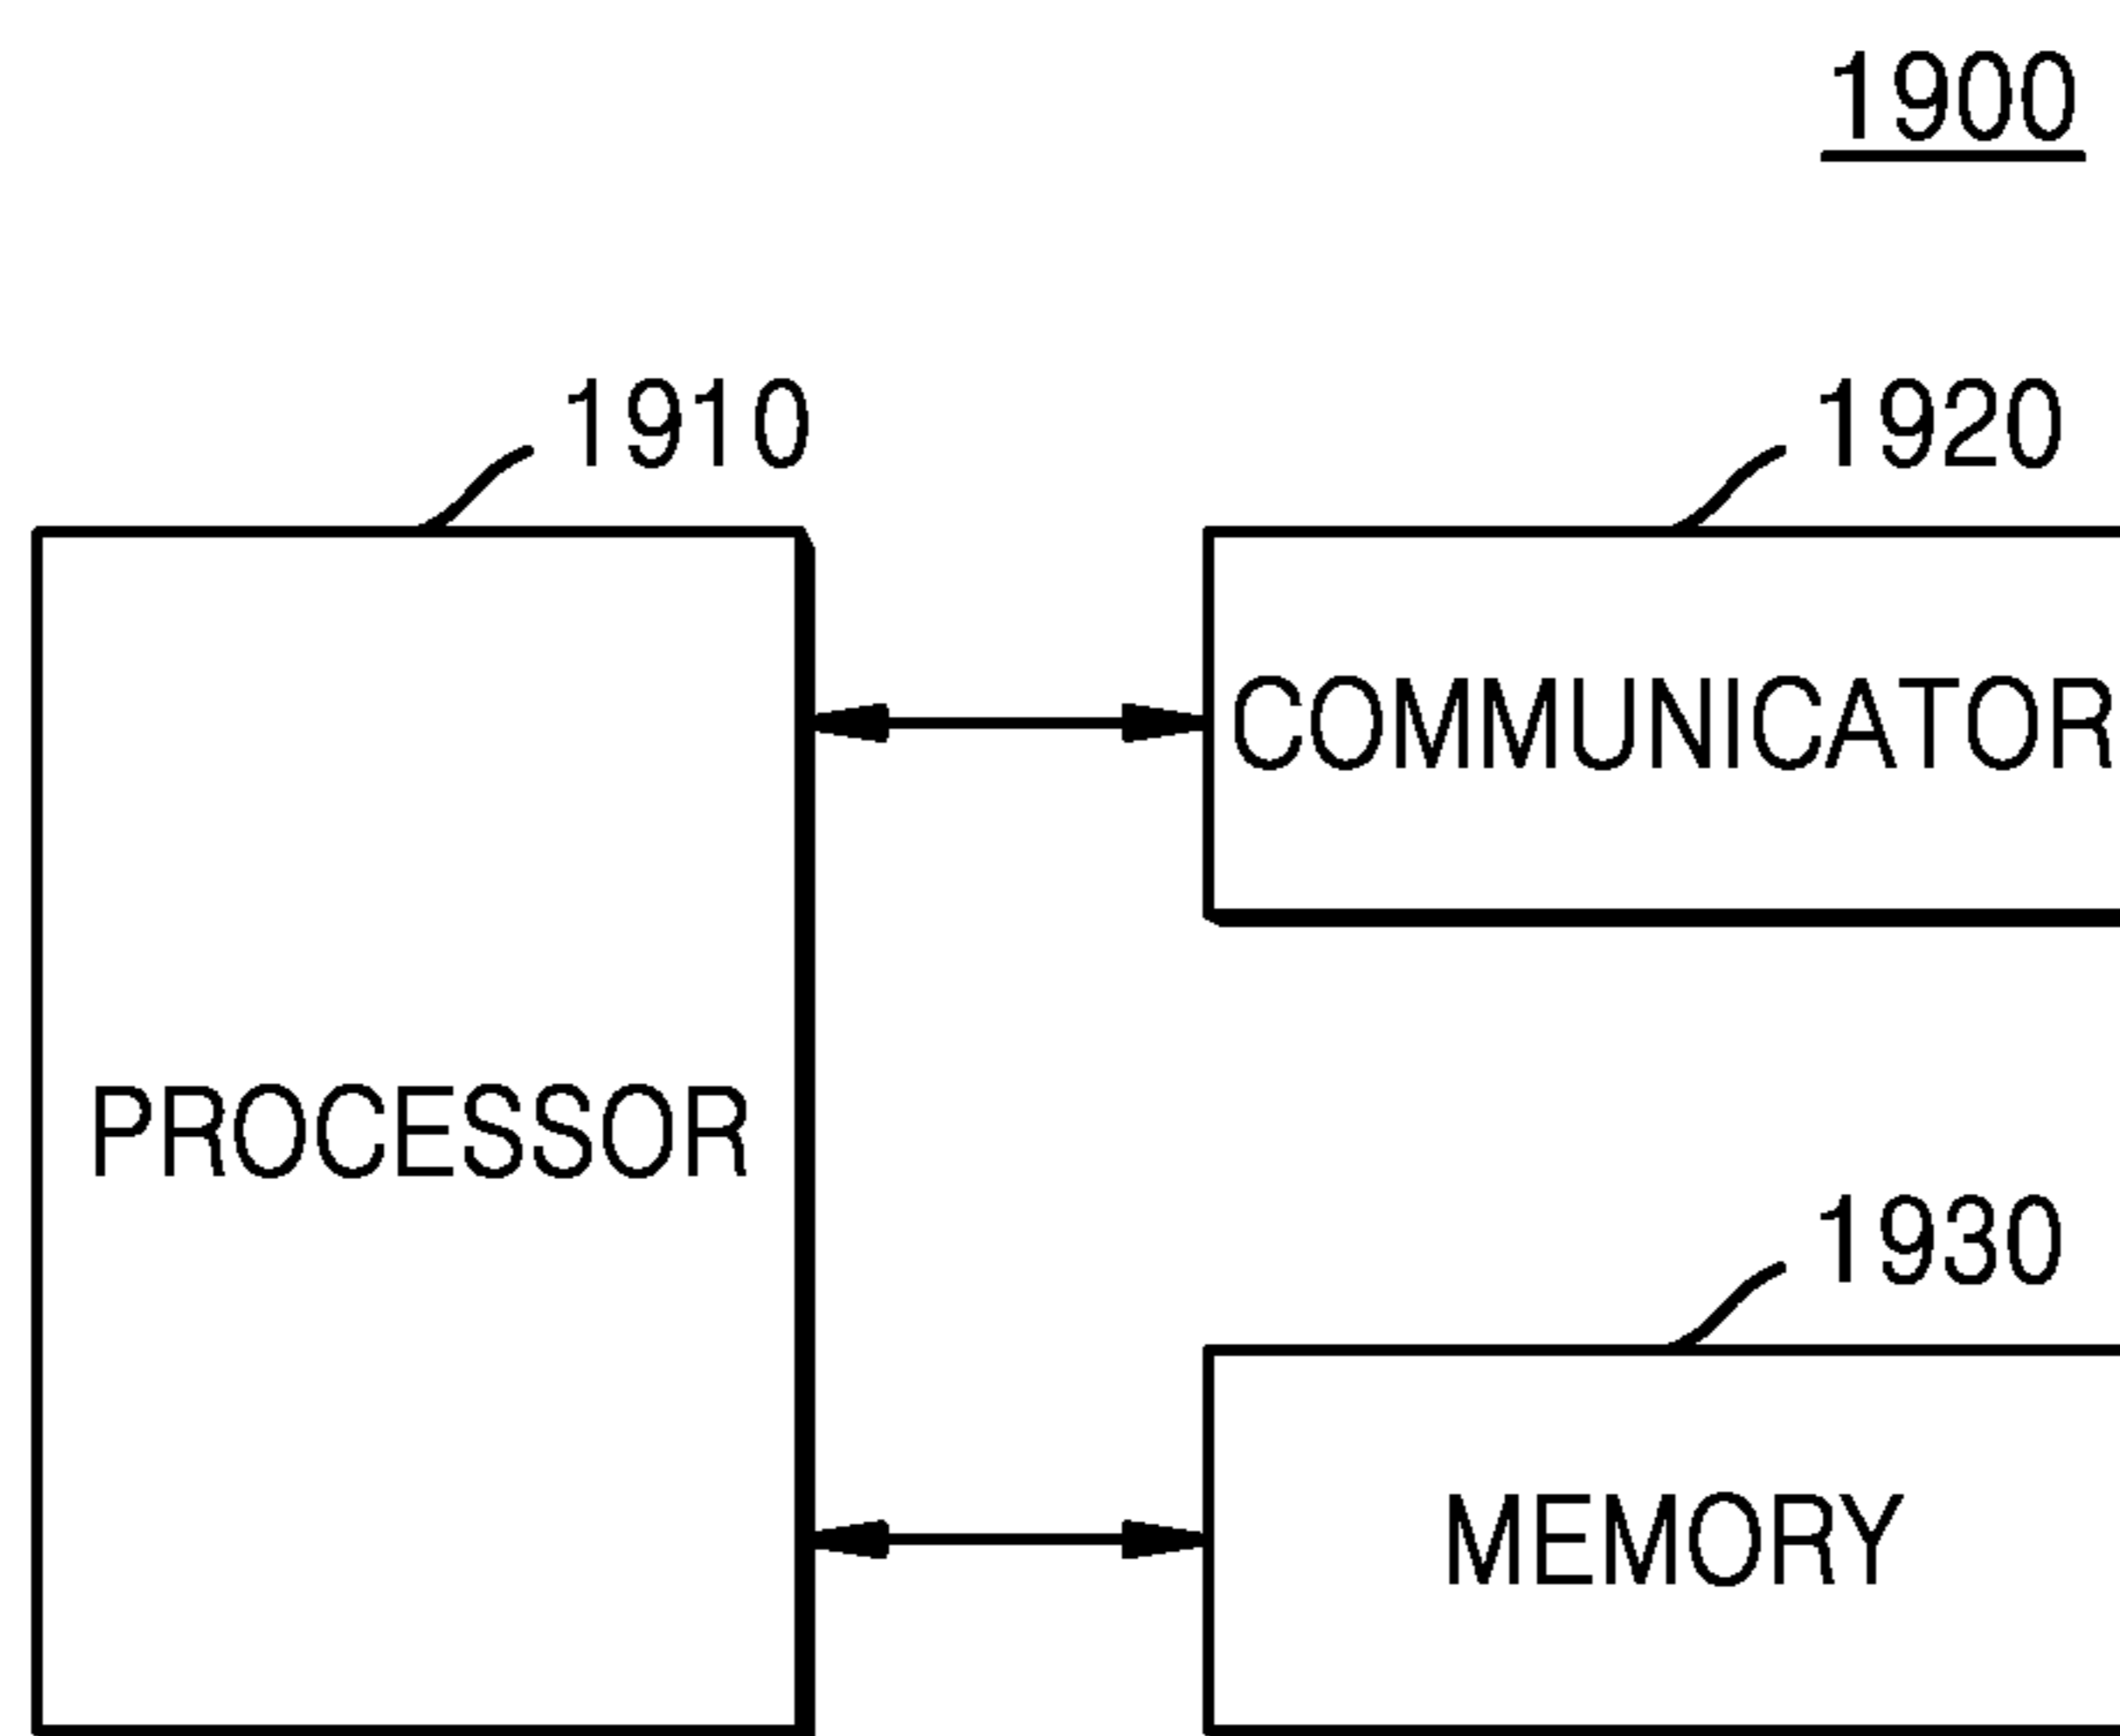 1900
1910
1920
COMMUNICATOR
PROCESSOR
1930
MEMORY